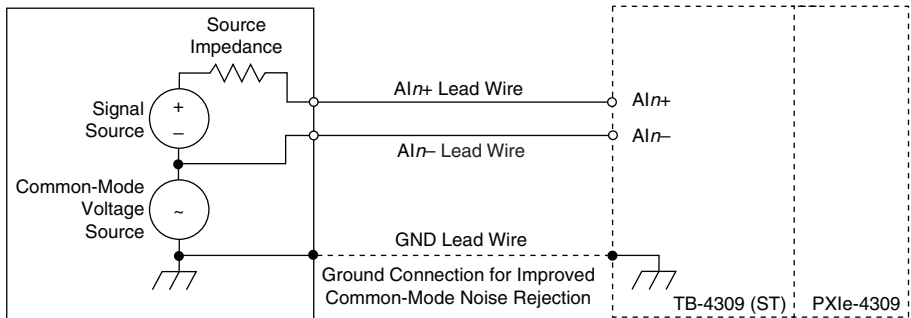 Source
Impedance
AIn+ Lead Wire
AIn+
Signal
Source
+
–
AIn– Lead Wire
AIn–
Common-Mode
Voltage
Source
~
GND Lead Wire
Ground Connection for Improved
Common-Mode Noise Rejection
TB-4309 (ST)
PXIe-4309